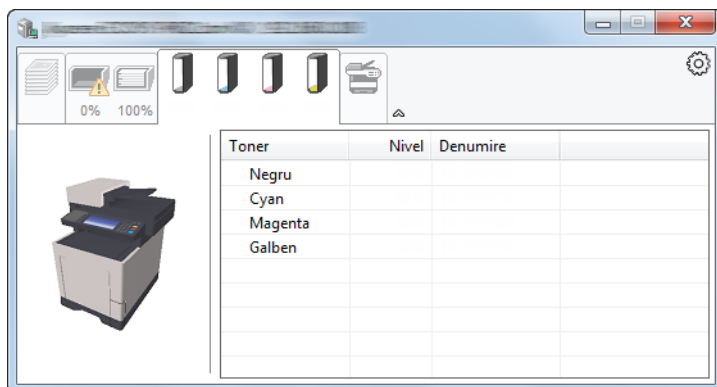 0% 100%
Toner Nivel Denumire
Negru
Cyan
Magenta
Galben